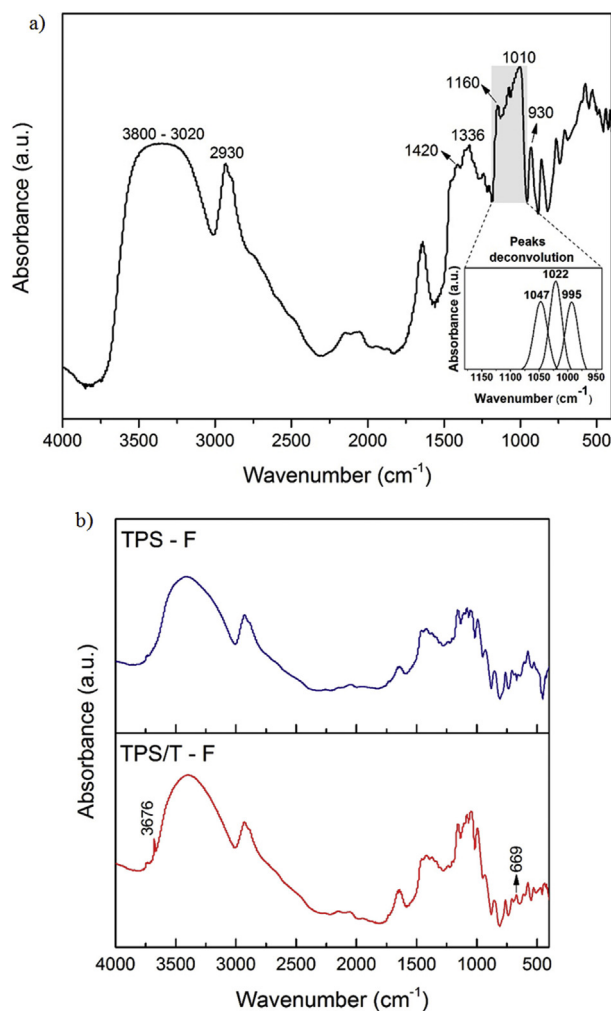 a)
3800 - 3020
2930
1420
1336
1160
1010
930
Peaks
deconvolution
1022
1047 995
Absorbance (a.u.)
1150 1100 1050 1000 950
Wavenumber (cm-1)
Absorbance (a.u.)
4000 3500 3000 2500 2000 1500 1000 500
Wavenumber (cm-1)
b)
TPS - F
TPS/T - F
3676
669
Absorbance (a.u.)
4000 3500 3000 2500 2000 1500 1000 500
Wavenumber (cm-1)